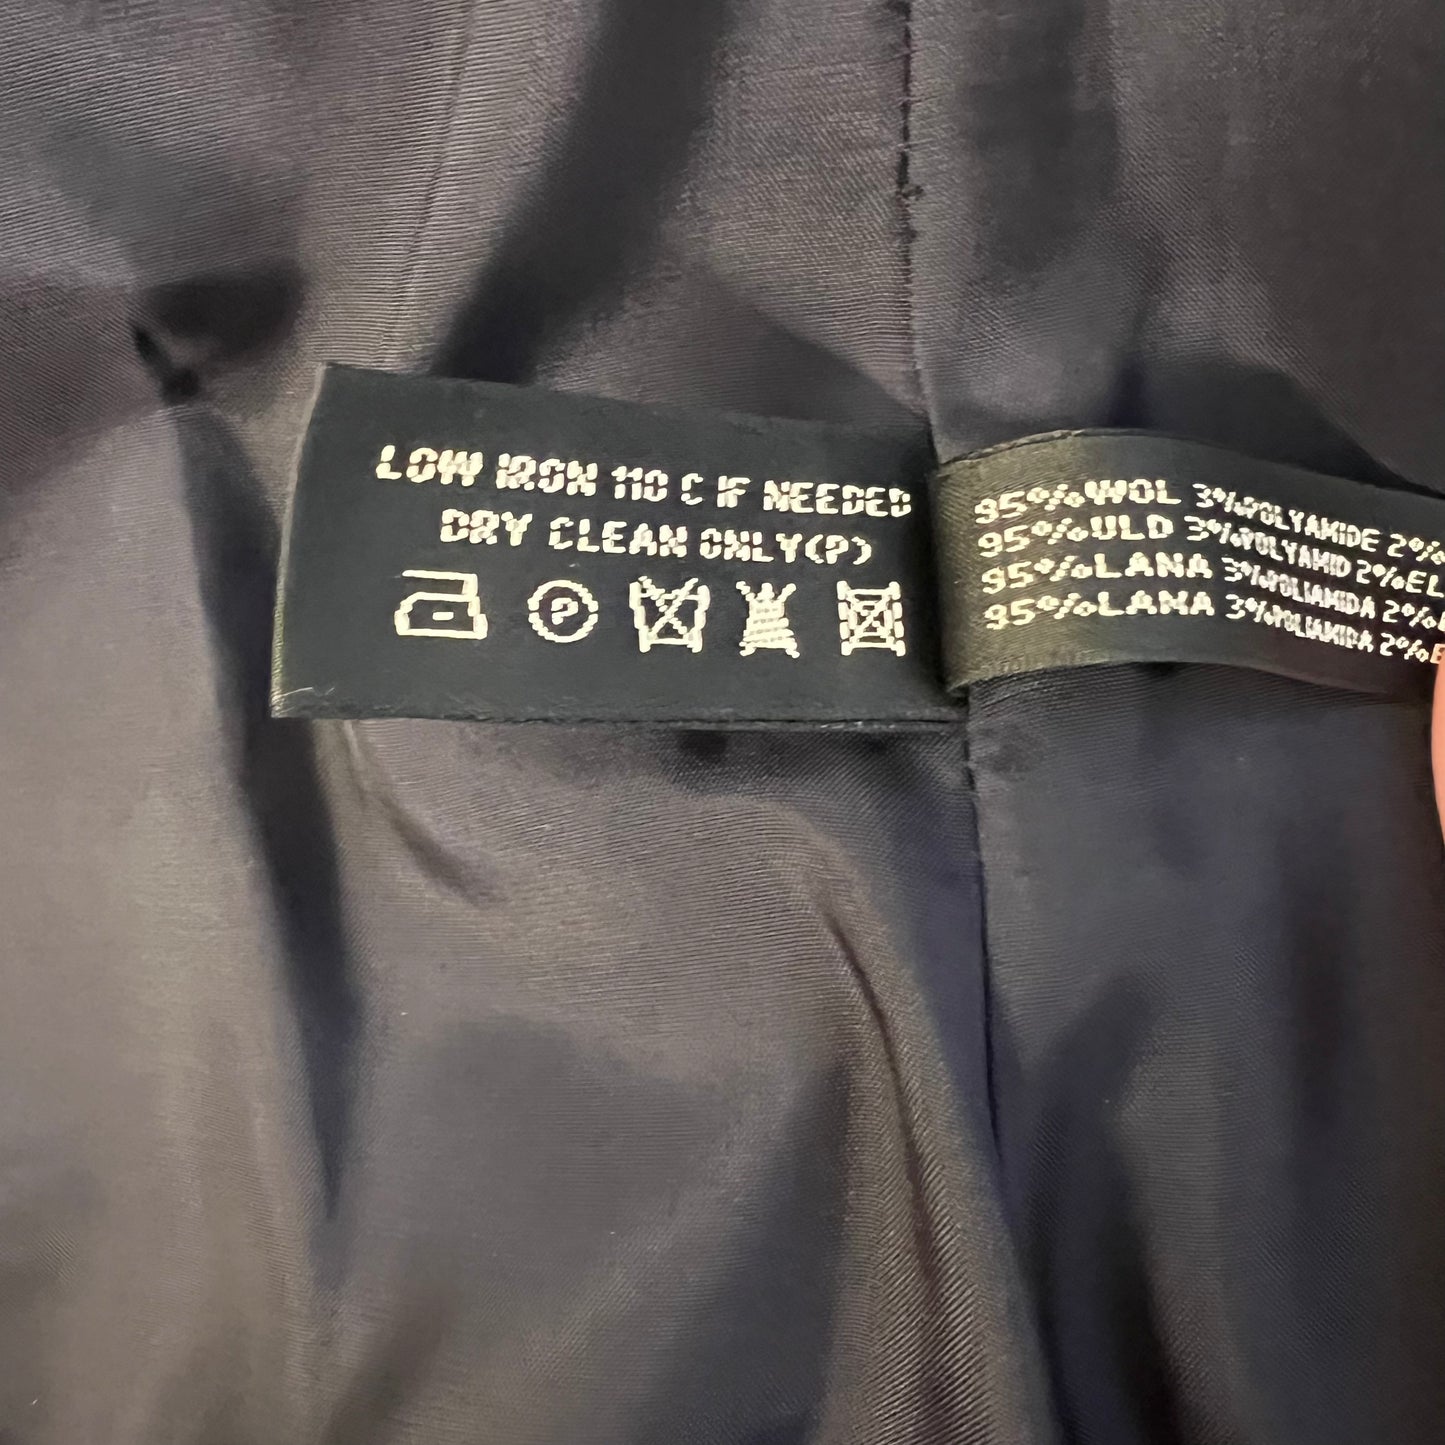 LOW IRON 110 C IF NEEDED
DRY CLEAN ONLY(P)
P
95%WOL 3%POLYAMIDE 2%
95%ULD 3%POLYAMID 2%EL
95%LANA 3%POLIAMIDA 2%
95%LANA 3%POLIAMIDA 2%E